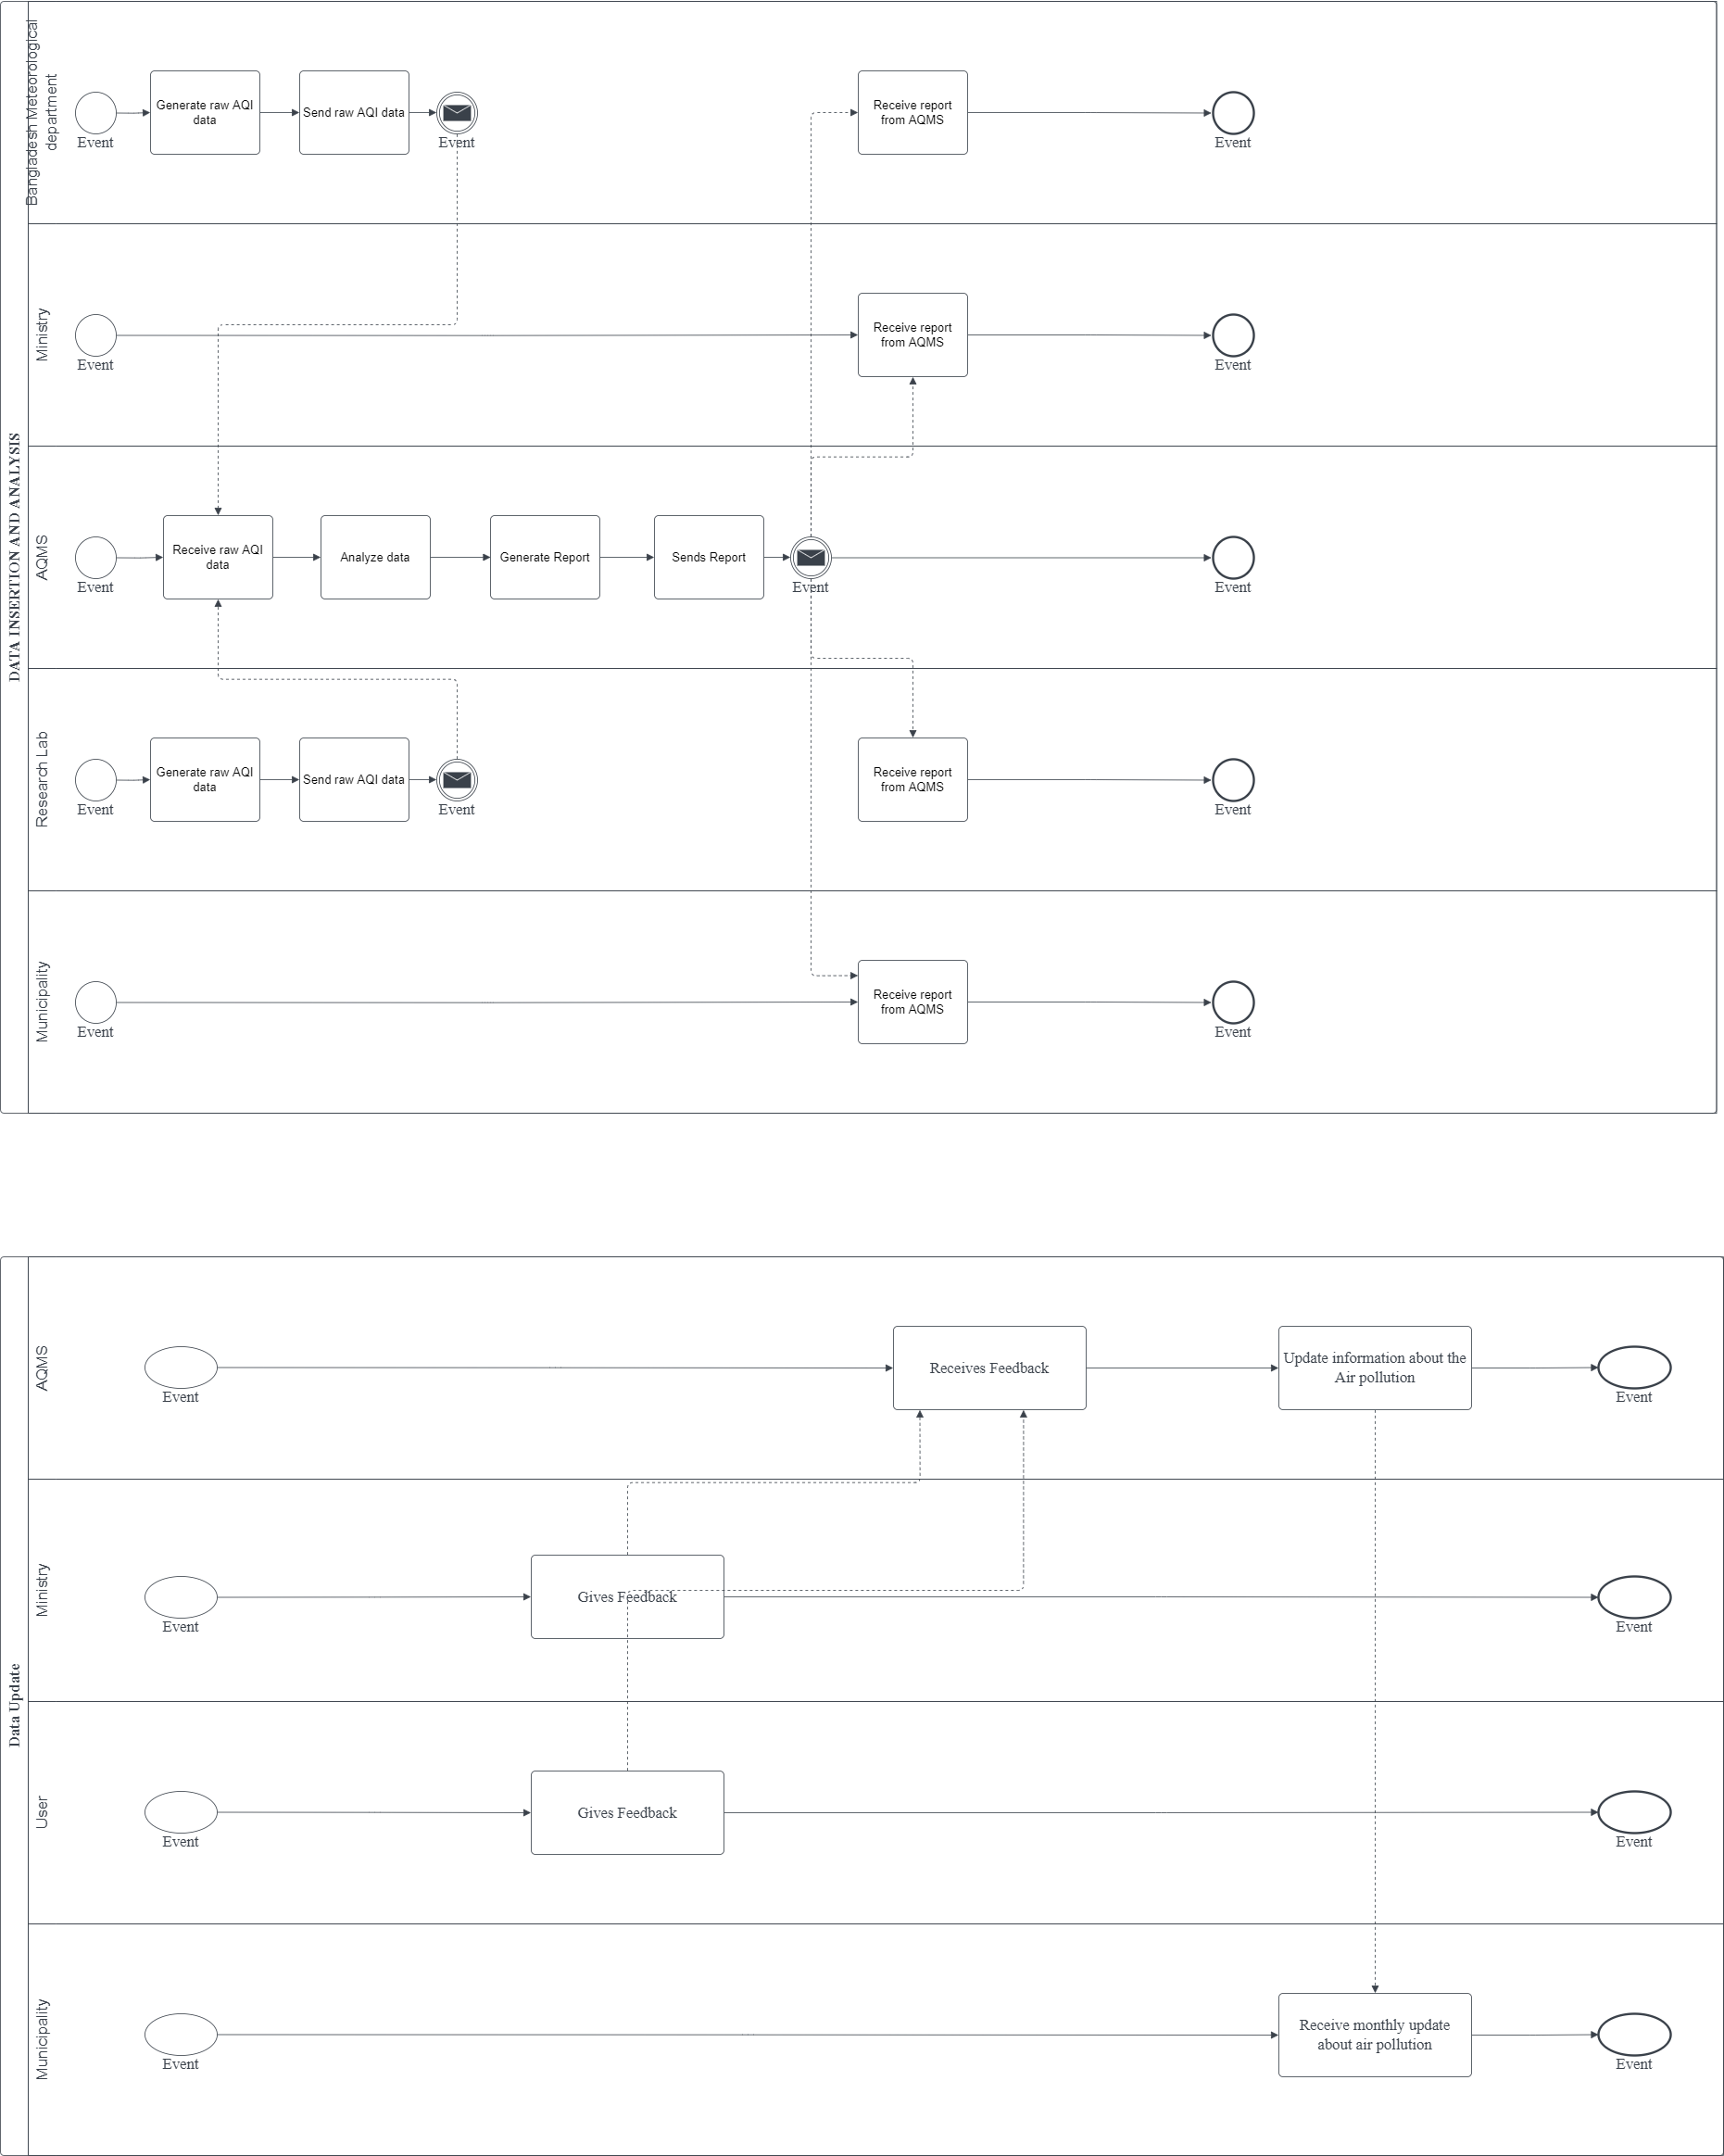 DATA INSERTION AND ANALYSIS
Bangladesh Meteorological
department
Event
Generate raw AQI
data
Send raw AQI data
Event
Receive report
from AQMS
Event
Ministry
Event
Receive report
from AQMS
Event
AQMS
Event
Receive raw AQI
data
Analyze data
Generate Report
Sends Report
Event
Event
Research Lab
Event
Generate raw AQI
data
Send raw AQI data
Event
Receive report
from AQMS
Event
Municipality
Event
Receive report
from AQMS
Event
Data Update
AQMS
Event
Receives Feedback
Update information about the
Air pollution
Event
Ministry
Event
Gives Feedback
Event
User
Event
Gives Feedback
Event
Municipality
Event
Receive monthly update
about air pollution
Event